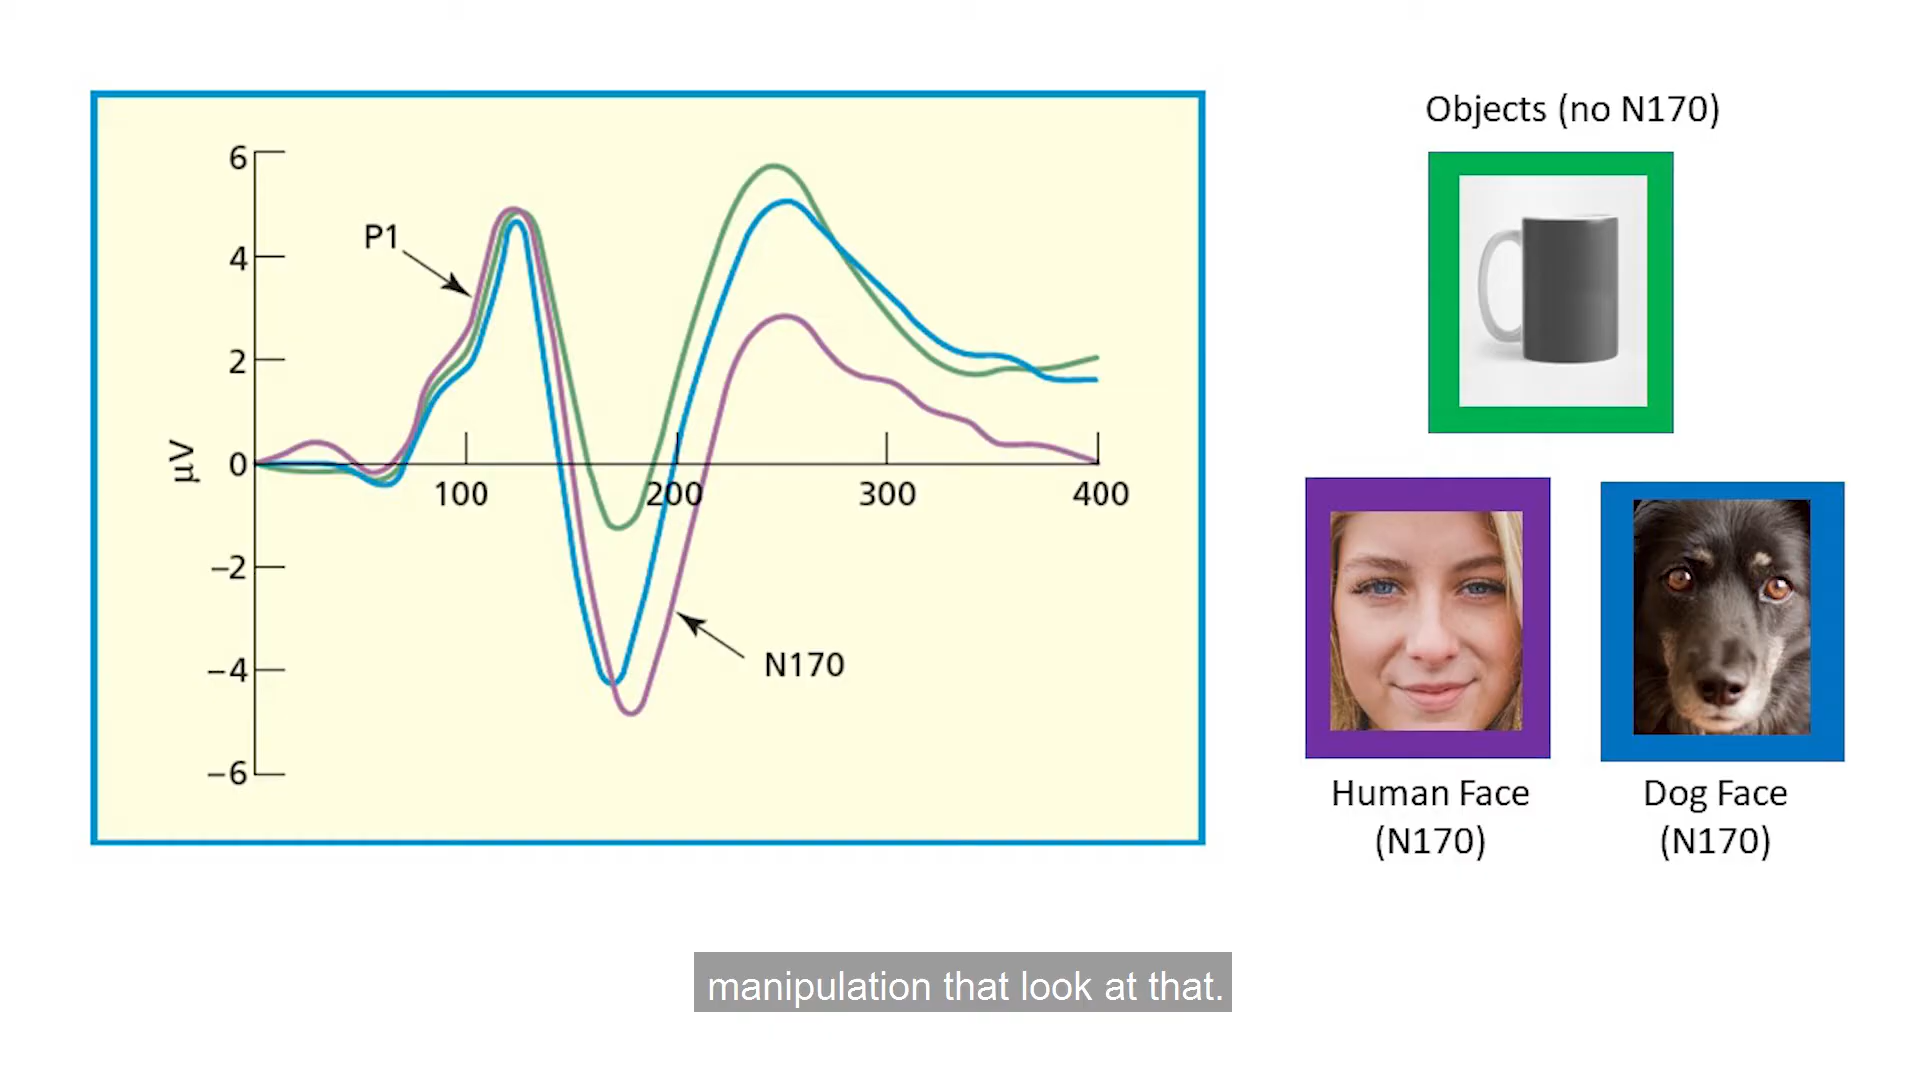 6
4
2
0
−2
−4
−6
µV
100
200
300
400
P1
N170
Objects (no N170)
Human Face
(N170)
Dog Face
(N170)
manipulation that look at that.